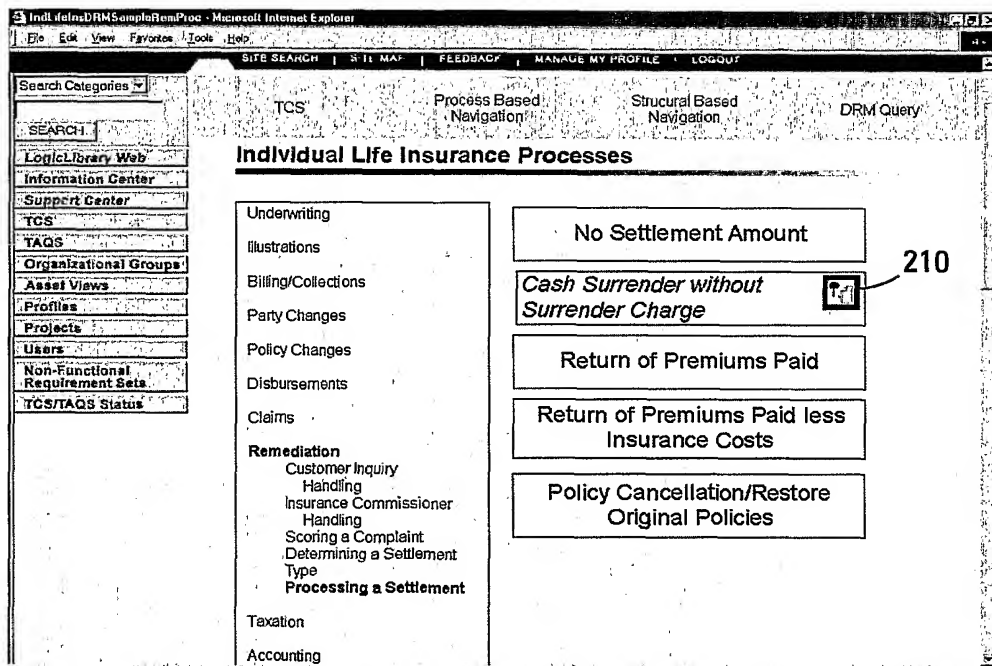 IndLifeInsDRMSampleRemProc - Microsoft Internet Explorer
File Edit View Favorites Tools Help
SITE SEARCH | SITE MAP | FEEDBACK | MANAGE MY PROFILE | LOGOUT
Search Categories
SEARCH
TCS
Process Based
Navigation
Strucural Based
Navigation
DRM Query
LogicLibrary Web
Information Center
Support Center
TCS
TAQS
Organizational Groups
Asset Views
Profiles
Projects
Users
Non-Functional
Requirement Sets
TCS/TAQS Status
Individual Life Insurance Processes
Underwriting
Illustrations
Billing/Collections
Party Changes
Policy Changes
Disbursements
Claims
Remediation
Customer Inquiry
Handling
Insurance Commissioner
Handling
Scoring a Complaint
Determining a Settlement
Type
Processing a Settlement
Taxation
Accounting
No Settlement Amount
Cash Surrender without
Surrender Charge
210
Return of Premiums Paid
Return of Premiums Paid less
Insurance Costs
Policy Cancellation/Restore
Original Policies